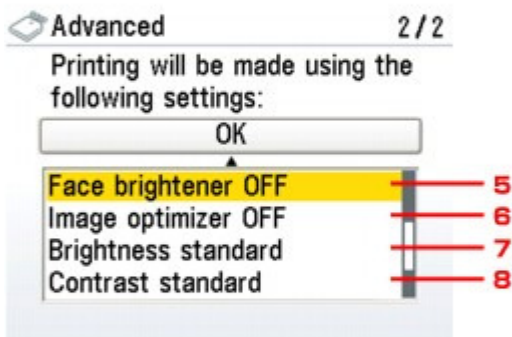 Advanced 2/2
Printing will be made using the
following settings:
OK
Face brightener OFF 5
Image optimizer OFF 6
Brightness standard 7
Contrast standard 8